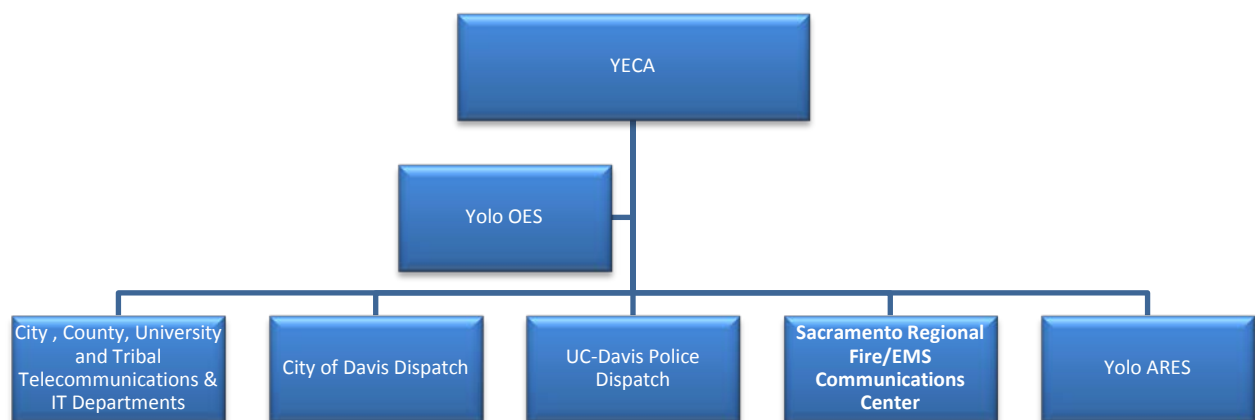 YECA
Yolo OES
City , County, University
and Tribal
Telecommunications &
IT Departments
City of Davis Dispatch
UC-Davis Police
Dispatch
Sacramento Regional
Fire/EMS
Communications
Center
Yolo ARES